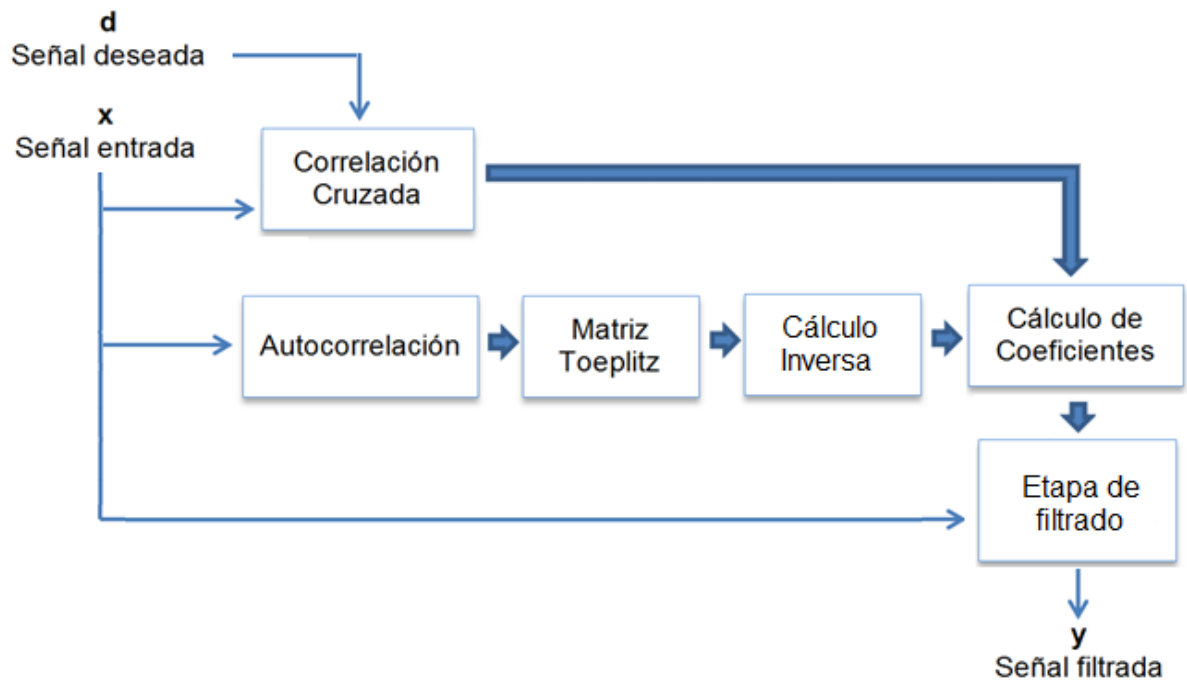 d
Señal deseada
x
Señal entrada
Correlación
Cruzada
Autocorrelación
Matriz
Toeplitz
Cálculo
Inversa
Cálculo de
Coeficientes
Etapa de
filtrado
y
Señal filtrada